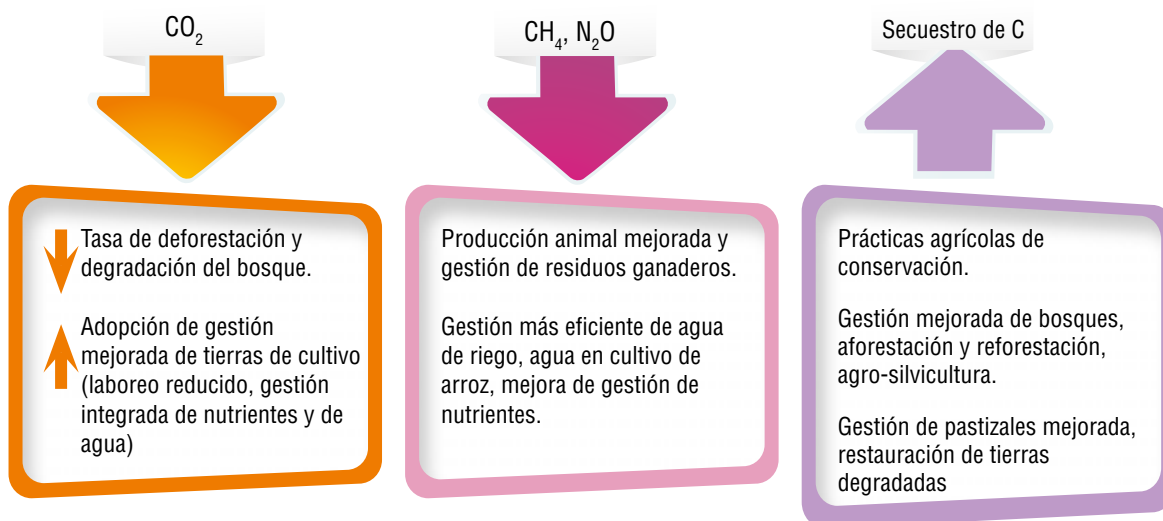 CO₂
Tasa de deforestación y
degradación del bosque.
Adopción de gestión
mejorada de tierras de cultivo
(laboreo reducido, gestión
integrada de nutrientes y de
agua)
CH₄, N₂O
Producción animal mejorada y
gestión de residuos ganaderos.
Gestión más eficiente de agua
de riego, agua en cultivo de
arroz, mejora de gestión de
nutrientes.
Secuestro de C
Prácticas agrícolas de
conservación.
Gestión mejorada de bosques,
aforestación y reforestación,
agro-silvicultura.
Gestión de pastizales mejorada,
restauración de tierras
degradadas